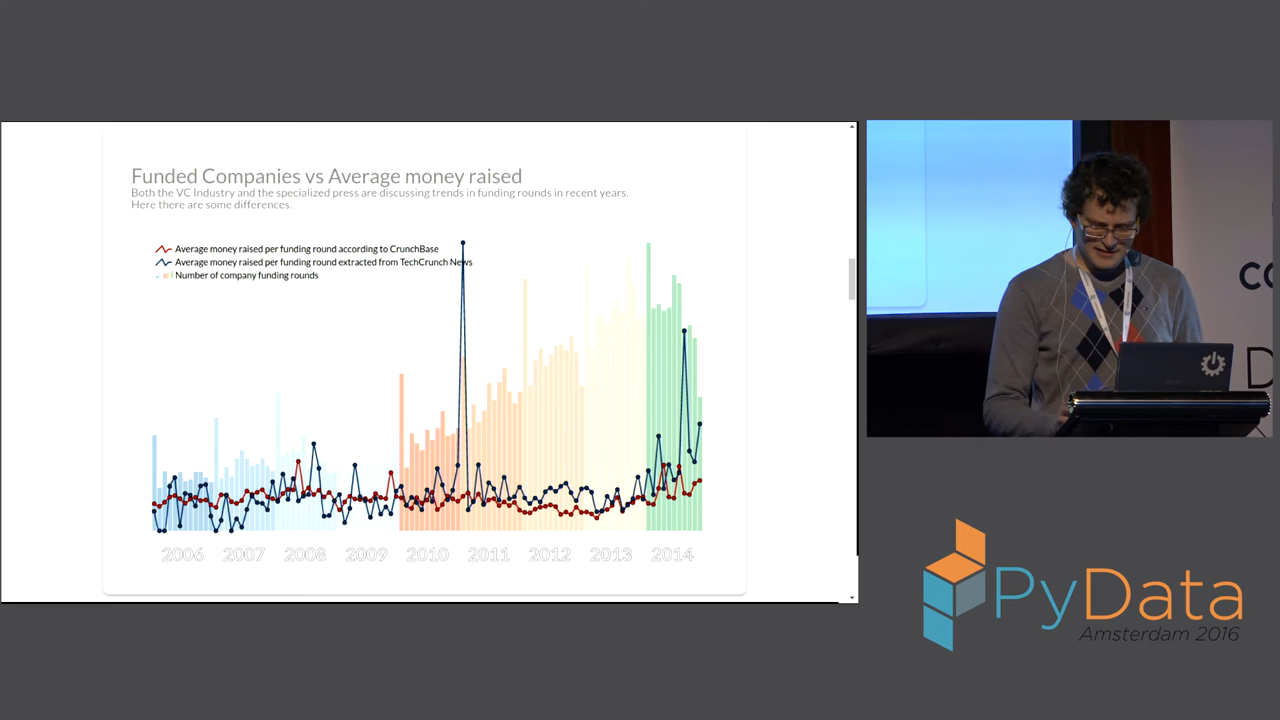 Funded Companies vs Average money raised
Both the VC Industry and the specialized press are discussing trends in funding rounds in recent years.
Here there are some differences.
Average money raised per funding round according to CrunchBase
Average money raised per funding round extracted from TechCrunch News
Number of company funding rounds
2006 2007 2008 2009 2010 2011 2012 2013 2014
CO
D
PyData
Amsterdam 2016